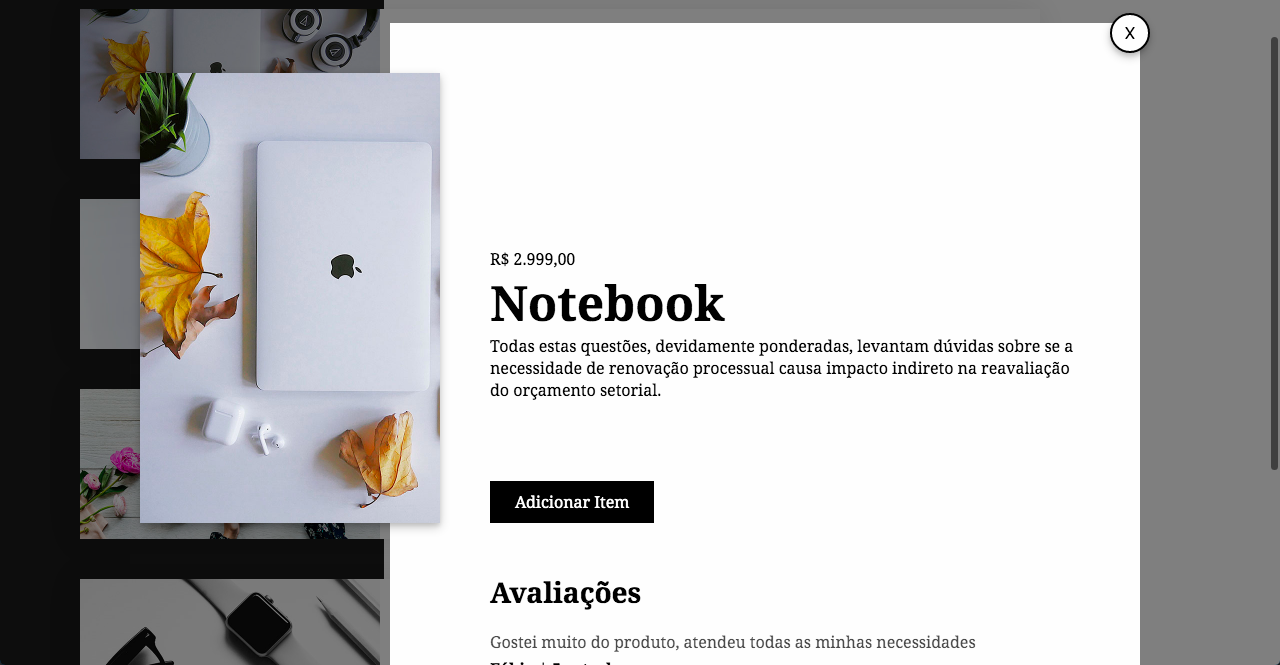 X
R$ 2.999,00
Notebook
Todas estas questões, devidamente ponderadas, levantam dúvidas sobre se a
necessidade de renovação processual causa impacto indireto na reavaliação
do orçamento setorial.
Adicionar Item
Avaliações
Gostei muito do produto, atendeu todas as minhas necessidades